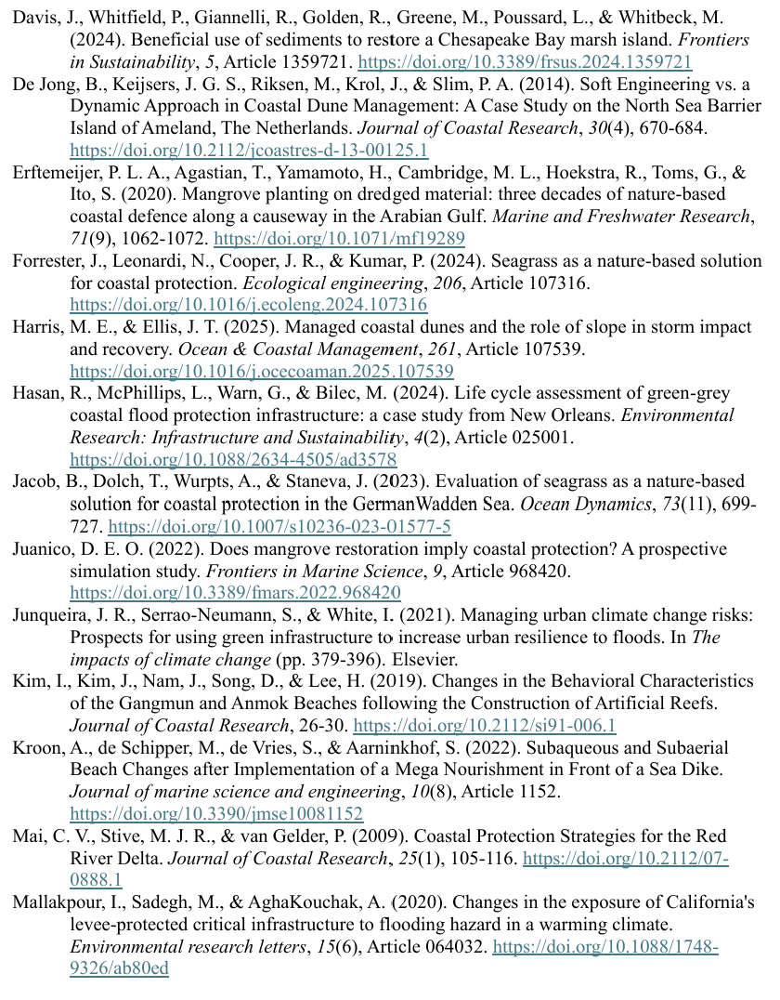 Davis, J., Whitfield, P., Giannelli, R., Golden, R., Greene, M., Poussard, L., & Whitbeck, M.
(2024). Beneficial use of sediments to restore a Chesapeake Bay marsh island. Frontiers
in Sustainability, 5, Article 1359721. https://doi.org/10.3389/frsus.2024.1359721
De Jong, B., Keijsers, J. G. S., Riksen, M., Krol, J., & Slim, P. A. (2014). Soft Engineering vs. a
Dynamic Approach in Coastal Dune Management: A Case Study on the North Sea Barrier
Island of Ameland, The Netherlands. Journal of Coastal Research, 30(4), 670-684.
https://doi.org/10.2112/jcoastres-d-13-00125.1
Erftemeijer, P. L. A., Agastian, T., Yamamoto, H., Cambridge, M. L., Hoekstra, R., Toms, G., &
Ito, S. (2020). Mangrove planting on dredged material: three decades of nature-based
coastal defence along a causeway in the Arabian Gulf. Marine and Freshwater Research,
71(9), 1062-1072. https://doi.org/10.1071/mf19289
Forrester, J., Leonardi, N., Cooper, J. R., & Kumar, P. (2024). Seagrass as a nature-based solution
for coastal protection. Ecological engineering, 206, Article 107316.
https://doi.org/10.1016/j.ecoleng.2024.107316
Harris, M. E., & Ellis, J. T. (2025). Managed coastal dunes and the role of slope in storm impact
and recovery. Ocean & Coastal Management, 261, Article 107539.
https://doi.org/10.1016/j.ocecoaman.2025.107539
Hasan, R., McPhillips, L., Warn, G., & Bilec, M. (2024). Life cycle assessment of green-grey
coastal flood protection infrastructure: a case study from New Orleans. Environmental
Research: Infrastructure and Sustainability, 4(2), Article 025001.
https://doi.org/10.1088/2634-4505/ad3578
Jacob, B., Dolch, T., Wurpts, A., & Staneva, J. (2023). Evaluation of seagrass as a nature-based
solution for coastal protection in the GermanWadden Sea. Ocean Dynamics, 73(11), 699-
727. https://doi.org/10.1007/s10236-023-01577-5
Juanico, D. E. O. (2022). Does mangrove restoration imply coastal protection? A prospective
simulation study. Frontiers in Marine Science, 9, Article 968420.
https://doi.org/10.3389/fmars.2022.968420
Junqueira, J. R., Serrao-Neumann, S., & White, I. (2021). Managing urban climate change risks:
Prospects for using green infrastructure to increase urban resilience to floods. In The
impacts of climate change (pp. 379-396). Elsevier.
Kim, I., Kim, J., Nam, J., Song, D., & Lee, H. (2019). Changes in the Behavioral Characteristics
of the Gangmun and Anmok Beaches following the Construction of Artificial Reefs.
Journal of Coastal Research, 26-30. https://doi.org/10.2112/si91-006.1
Kroon, A., de Schipper, M., de Vries, S., & Aarninkhof, S. (2022). Subaqueous and Subaerial
Beach Changes after Implementation of a Mega Nourishment in Front of a Sea Dike.
Journal of marine science and engineering, 10(8), Article 1152.
https://doi.org/10.3390/jmse10081152
Mai, C. V., Stive, M. J. R., & van Gelder, P. (2009). Coastal Protection Strategies for the Red
River Delta. Journal of Coastal Research, 25(1), 105-116. https://doi.org/10.2112/07-
0888.1
Mallakpour, I., Sadegh, M., & AghaKouchak, A. (2020). Changes in the exposure of California's
levee-protected critical infrastructure to flooding hazard in a warming climate.
Environmental research letters, 15(6), Article 064032. https://doi.org/10.1088/1748-
9326/ab80ed